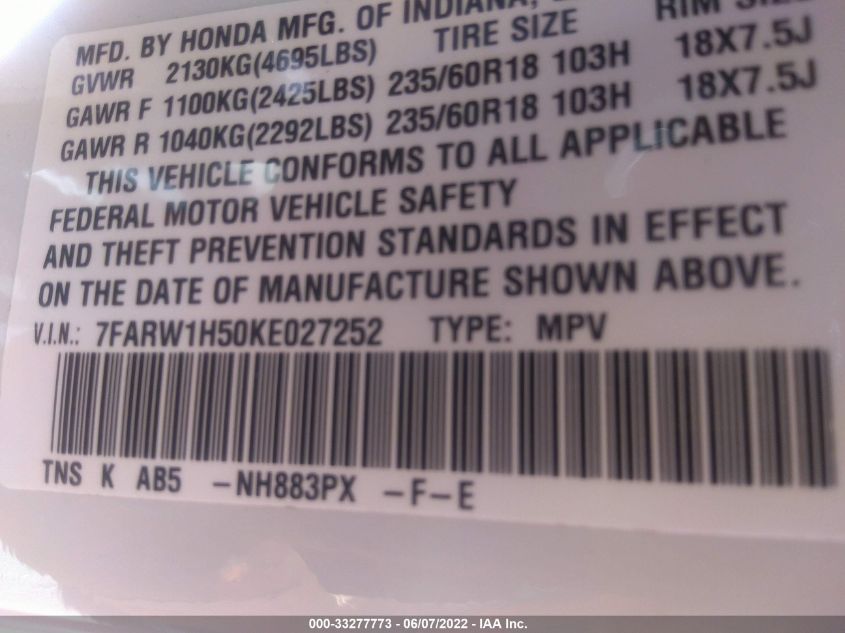 MFD. BY HONDA MFG. OF INDIANA,
TIRE SIZE RIM SIZE
GVWR 2130KG(4695LBS)
GAWR F 1100KG(2425LBS) 235/60R18 103H 18X7.5J
GAWR R 1040KG(2292LBS) 235/60R18 103H 18X7.5J
THIS VEHICLE CONFORMS TO ALL APPLICABLE
FEDERAL MOTOR VEHICLE SAFETY
AND THEFT PREVENTION STANDARDS IN EFFECT
ON THE DATE OF MANUFACTURE SHOWN ABOVE.
V.I.N.: 7FARW1H50KE027252 TYPE: MPV
TNS K AB5 -NH883PX -F-E
000-33277773 - 06/07/2022 - IAA Inc.